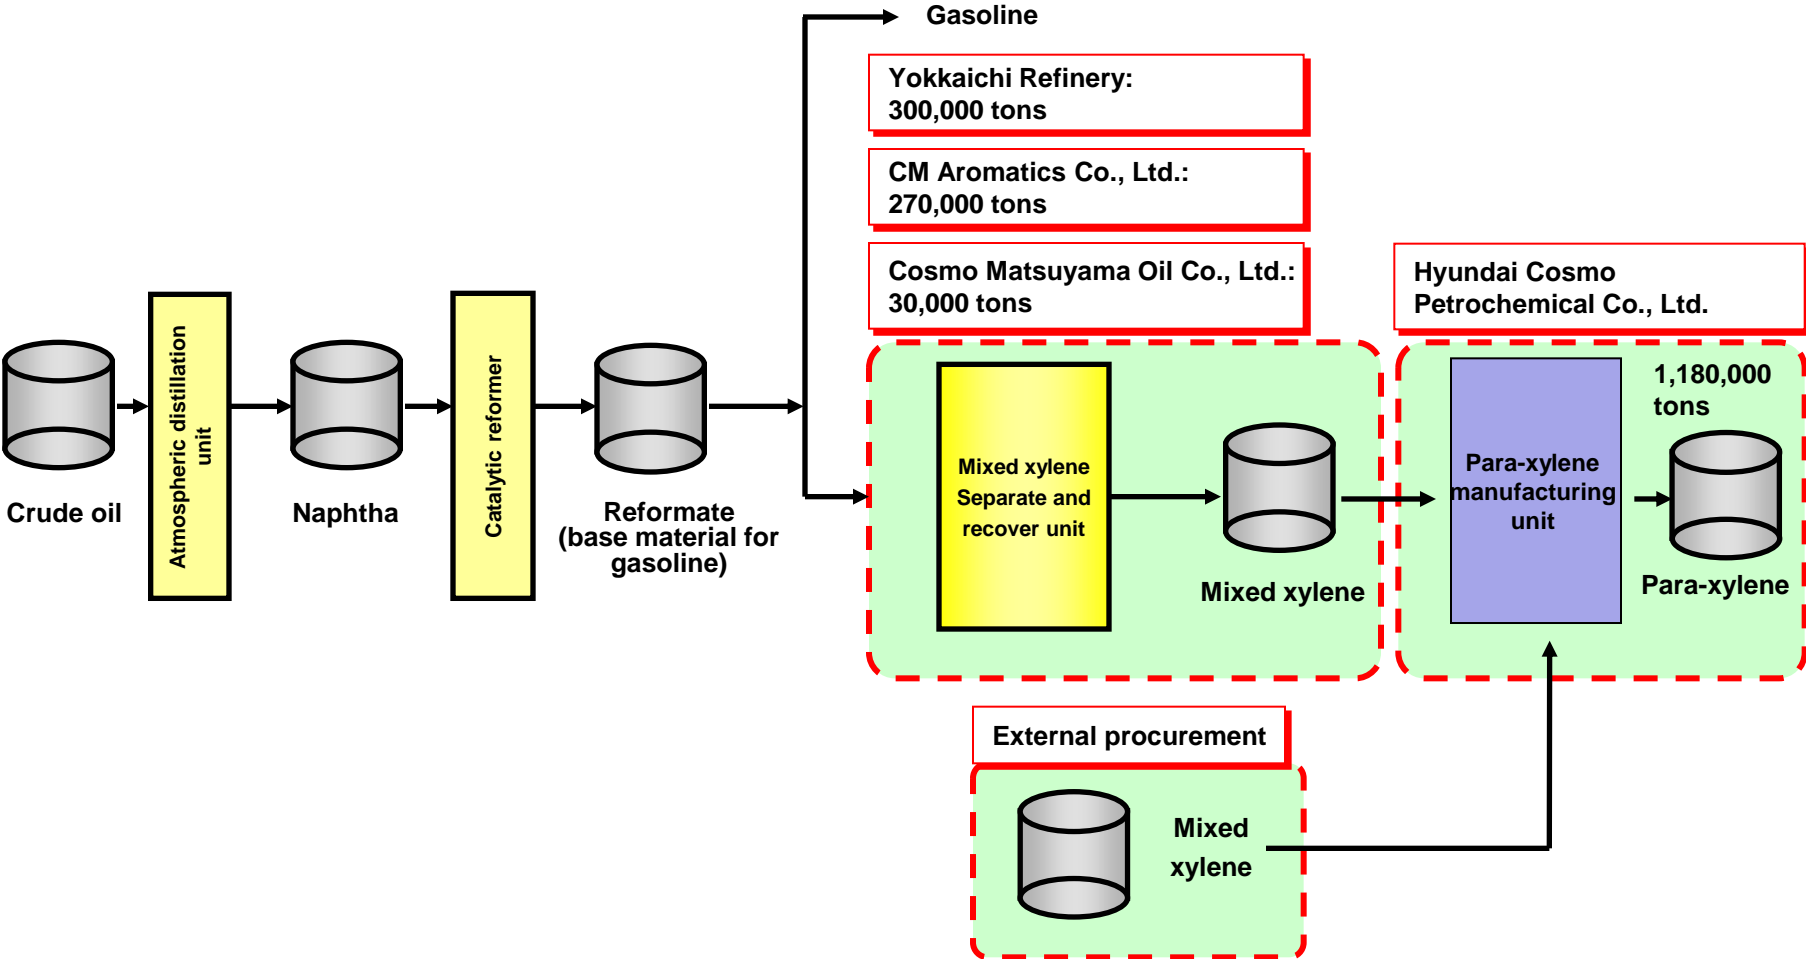 Gasoline
Yokkaichi Refinery:
300,000 tons
CM Aromatics Co., Ltd.:
270,000 tons
Cosmo Matsuyama Oil Co., Ltd.:
30,000 tons
Hyundai Cosmo
Petrochemical Co., Ltd.
Crude oil
Atmospheric distillation
unit
Naphtha
Catalytic reformer
Reformate
(base material for
gasoline)
Mixed xylene
Separate and
recover unit
Mixed xylene
Para-xylene
manufacturing
unit
1,180,000
tons
Para-xylene
External procurement
Mixed
xylene